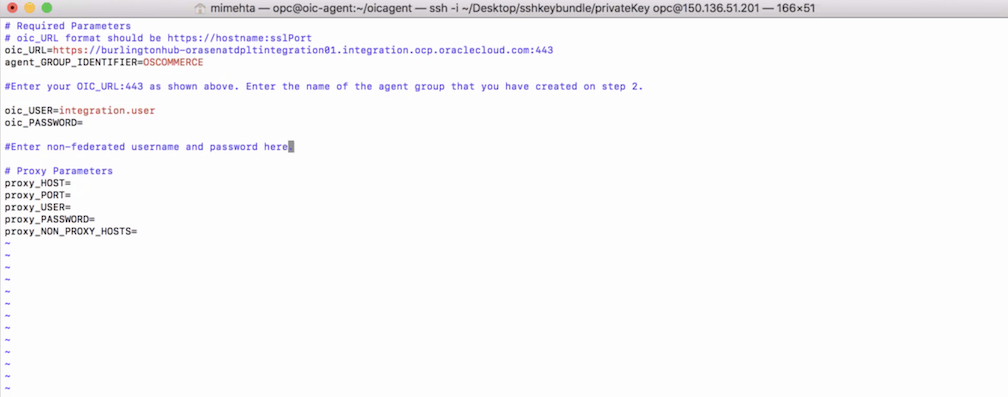 mimehta — opc@oic-agent:~/oicagent — ssh -i ~/Desktop/sshkeybundle/privateKey opc@150.136.51.201 — 166×51
# Required Parameters
# oic_URL format should be https://hostname:sslPort
oic_URL=https://burlingtonhub-orasenatdpltintegration01.integration.ocp.oraclecloud.com:443
agent_GROUP_IDENTIFIER=OSCOMMERCE
#Enter your OIC_URL:443 as shown above. Enter the name of the agent group that you have created on step 2.
oic_USER=integration.user
oic_PASSWORD=
#Enter non-federated username and password here.
# Proxy Parameters
proxy_HOST=
proxy_PORT=
proxy_USER=
proxy_PASSWORD=
proxy_NON_PROXY_HOSTS=
~
~
~
~
~
~
~
~
~
~
~
~
~